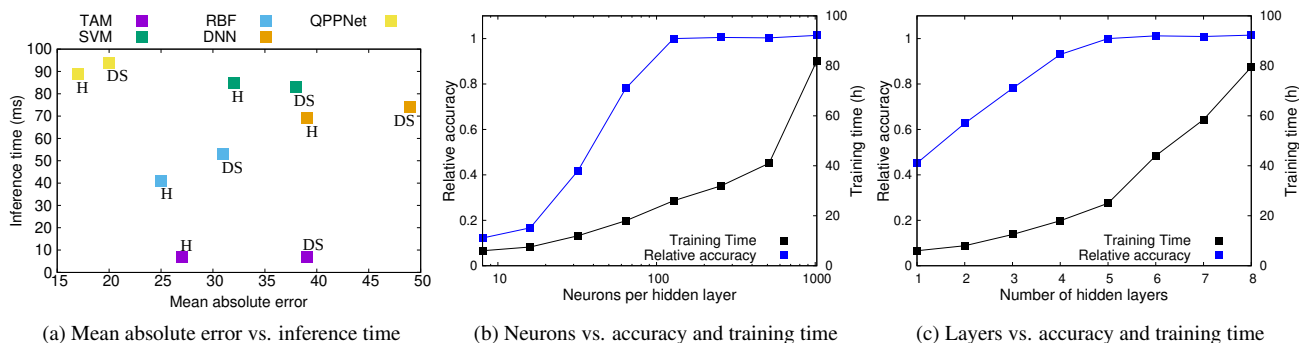 TAM
SVM
RBF
DNN
QPPNet
Inference time (ms)
100
90
80
70
60
50
40
30
20
10
0
H
DS
H
DS
H
DS
H
DS
H
DS
15 20 25 30 35 40 45 50
Mean absolute error
(a) Mean absolute error vs. inference time
Relative accuracy
1
0.8
0.6
0.4
0.2
0
100
80
60
40
20
0
Training time (h)
Training Time
Relative accuracy
10 100 1000
Neurons per hidden layer
(b) Neurons vs. accuracy and training time
Relative accuracy
1
0.8
0.6
0.4
0.2
0
100
80
60
40
20
0
Training time (h)
Training Time
Relative accuracy
1 2 3 4 5 6 7 8
Number of hidden layers
(c) Layers vs. accuracy and training time